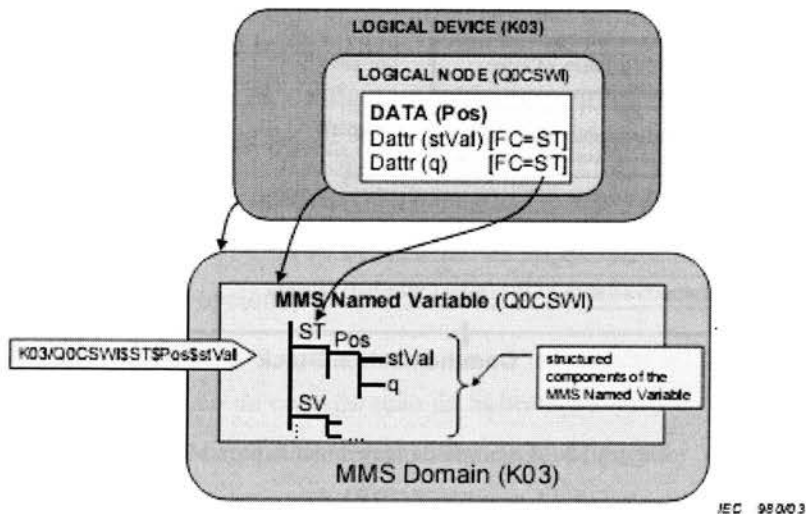 LOGICAL DEVICE (K03)
LOGICAL NODE (Q0CSWI)
DATA (Pos)
Dattr (stVal) [FC=ST]
Dattr (q) [FC=ST]
MMS Named Variable (Q0CSWI)
ST
Pos
K03/Q0CSWI$ST$Pos$stVal
stVal
q
structured
components of the
MMS Named Variable
SV
...
MMS Domain (K03)
IEC 980/03